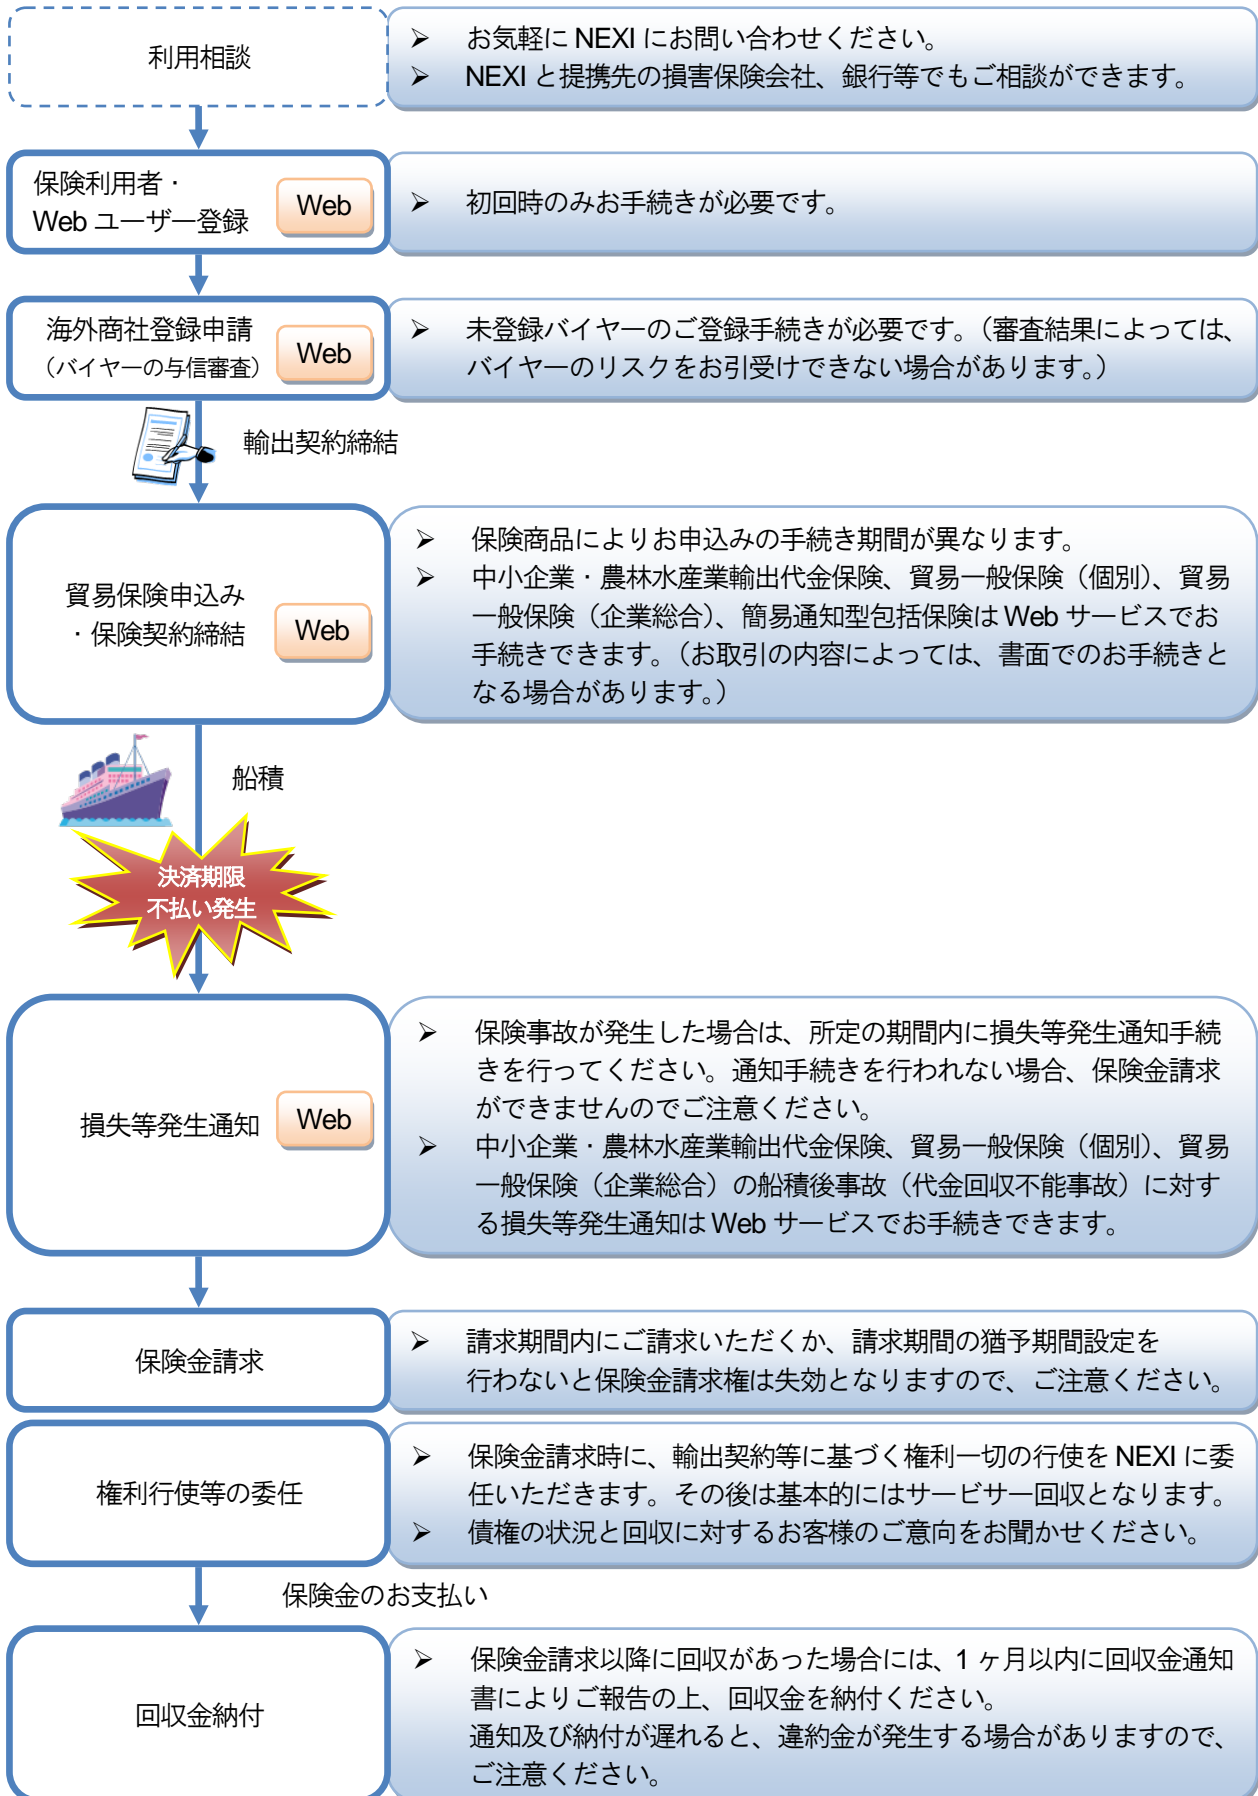 利用相談
➢ お気軽に NEXI にお問い合わせください。
➢ NEXI と提携先の損害保険会社、銀行等でもご相談ができます。
保険利用者・
Web ユーザー登録
Web
➢ 初回時のみお手続きが必要です。
海外商社登録申請
（バイヤーの与信審査）
Web
➢ 未登録バイヤーのご登録手続きが必要です。（審査結果によっては、
バイヤーのリスクをお引受けできない場合があります。）
輸出契約締結
貿易保険申込み
・保険契約締結
Web
➢ 保険商品によりお申込みの手続き期間が異なります。
➢ 中小企業・農林水産業輸出代金保険、貿易一般保険（個別）、貿易
一般保険（企業総合）、簡易通知型包括保険は Web サービスでお
手続きできます。（お取引の内容によっては、書面でのお手続きと
なる場合があります。）
船積
決済期限
不払い発生
損失等発生通知
Web
➢ 保険事故が発生した場合は、所定の期間内に損失等発生通知手続
きを行ってください。通知手続きを行われない場合、保険金請求
ができませんのでご注意ください。
➢ 中小企業・農林水産業輸出代金保険、貿易一般保険（個別）、貿易
一般保険（企業総合）の船積後事故（代金回収不能事故）に対す
る損失等発生通知は Web サービスでお手続きできます。
保険金請求
➢ 請求期間内にご請求いただくか、請求期間の猶予期間設定を
行わないと保険金請求権は失効となりますので、ご注意ください。
権利行使等の委任
➢ 保険金請求時に、輸出契約等に基づく権利一切の行使を NEXI に委
任いただきます。その後は基本的にはサービサー回収となります。
➢ 債権の状況と回収に対するお客様のご意向をお聞かせください。
保険金のお支払い
回収金納付
➢ 保険金請求以降に回収があった場合には、1 ヶ月以内に回収金通知
書によりご報告の上、回収金を納付ください。
通知及び納付が遅れると、違約金が発生する場合がありますので、
ご注意ください。